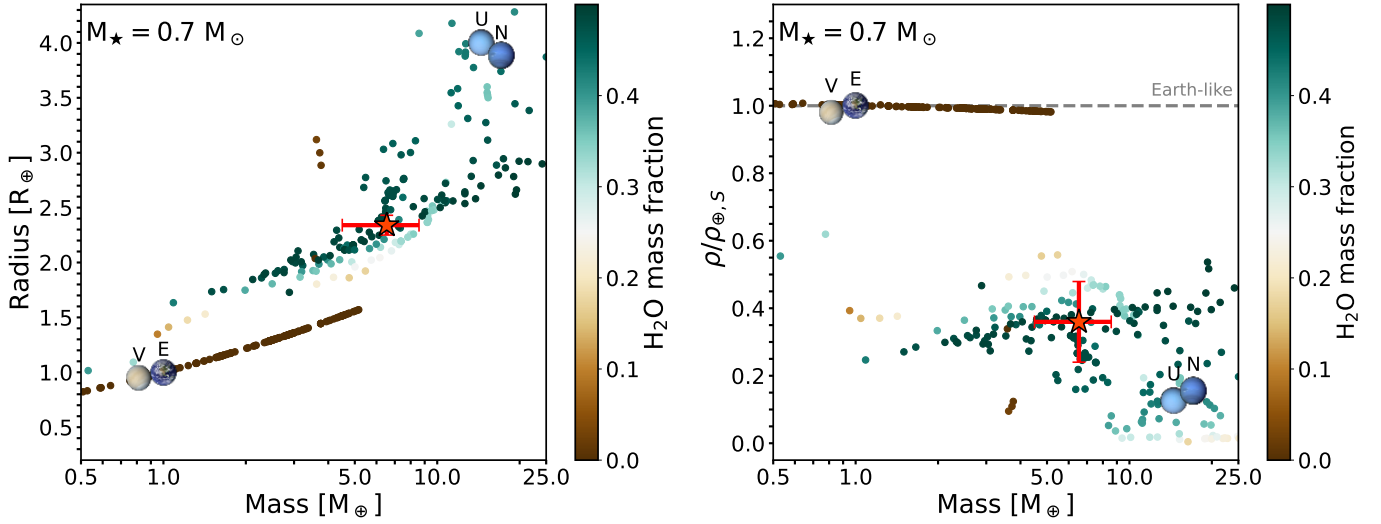 M★ = 0.7 M⊙
U
N
V
E
4.0
3.5
3.0
2.5
2.0
1.5
1.0
0.5
Radius [R⊕]
0.5
1.0
5.0
10.0
25.0
Mass [M⊕]
0.4
0.3
0.2
0.1
0.0
H₂O mass fraction
M★ = 0.7 M⊙
V
E
Earth-like
U
N
1.2
1.0
0.8
0.6
0.4
0.2
0.0
ρ/ρ⊕,s
0.5
1.0
5.0
10.0
25.0
Mass [M⊕]
0.4
0.3
0.2
0.1
0.0
H₂O mass fraction